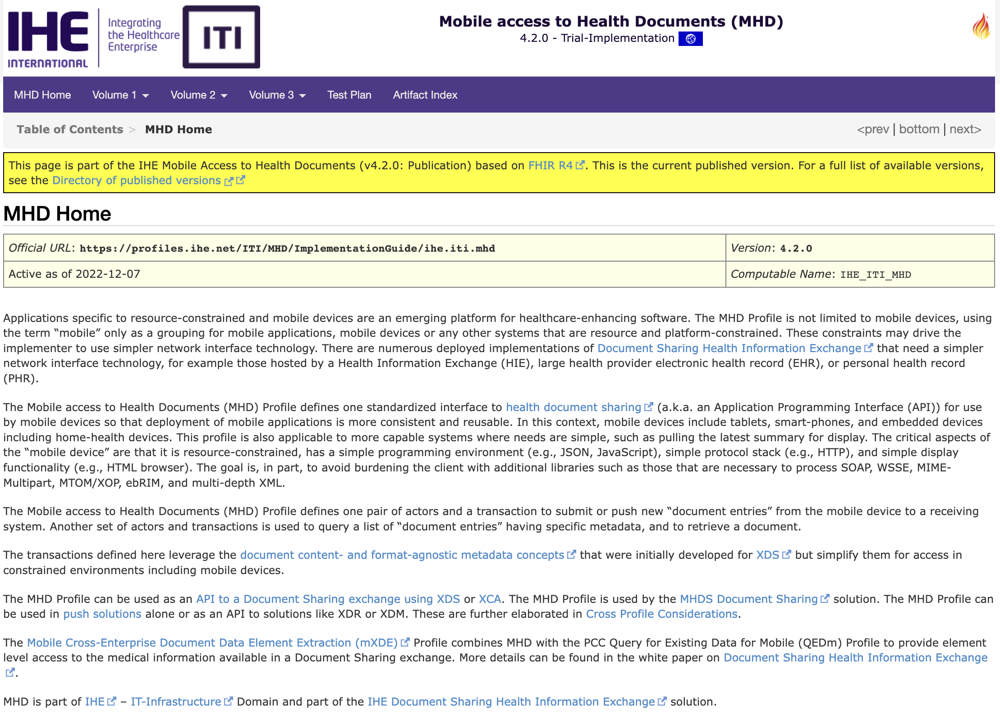 IHE
INTERNATIONAL
Integrating
the Healthcare
Enterprise
ITI
Mobile access to Health Documents (MHD)
4.2.0 - Trial-Implementation
MHD Home Volume 1 Volume 2 Volume 3 Test Plan Artifact Index
Table of Contents > MHD Home
<prev | bottom | next>
This page is part of the IHE Mobile Access to Health Documents (v4.2.0: Publication) based on FHIR R4. This is the current published version. For a full list of available versions,
see the Directory of published versions
MHD Home
Official URL: https://profiles.ihe.net/ITI/MHD/ImplementationGuide/ihe.iti.mhd Version: 4.2.0
Active as of 2022-12-07 Computable Name: IHE_ITI_MHD
Applications specific to resource-constrained and mobile devices are an emerging platform for healthcare-enhancing software. The MHD Profile is not limited to mobile devices, using
the term “mobile” only as a grouping for mobile applications, mobile devices or any other systems that are resource and platform-constrained. These constraints may drive the
implementer to use simpler network interface technology. There are numerous deployed implementations of Document Sharing Health Information Exchange that need a simpler
network interface technology, for example those hosted by a Health Information Exchange (HIE), large health provider electronic health record (EHR), or personal health record
(PHR).
The Mobile access to Health Documents (MHD) Profile defines one standardized interface to health document sharing (a.k.a. an Application Programming Interface (API)) for use
by mobile devices so that deployment of mobile applications is more consistent and reusable. In this context, mobile devices include tablets, smart-phones, and embedded devices
including home-health devices. This profile is also applicable to more capable systems where needs are simple, such as pulling the latest summary for display. The critical aspects of
the “mobile device” are that it is resource-constrained, has a simple programming environment (e.g., JSON, JavaScript), simple protocol stack (e.g., HTTP), and simple display
functionality (e.g., HTML browser). The goal is, in part, to avoid burdening the client with additional libraries such as those that are necessary to process SOAP, WSSE, MIME-
Multipart, MTOM/XOP, ebRIM, and multi-depth XML.
The Mobile access to Health Documents (MHD) Profile defines one pair of actors and a transaction to submit or push new “document entries” from the mobile device to a receiving
system. Another set of actors and transactions is used to query a list of “document entries” having specific metadata, and to retrieve a document.
The transactions defined here leverage the document content- and format-agnostic metadata concepts that were initially developed for XDS but simplify them for access in
constrained environments including mobile devices.
The MHD Profile can be used as an API to a Document Sharing exchange using XDS or XCA. The MHD Profile is used by the MHDS Document Sharing solution. The MHD Profile can
be used in push solutions alone or as an API to solutions like XDR or XDM. These are further elaborated in Cross Profile Considerations.
The Mobile Cross-Enterprise Document Data Element Extraction (mXDE) Profile combines MHD with the PCC Query for Existing Data for Mobile (QEDm) Profile to provide element
level access to the medical information available in a Document Sharing exchange. More details can be found in the white paper on Document Sharing Health Information Exchange
.
MHD is part of IHE – IT-Infrastructure Domain and part of the IHE Document Sharing Health Information Exchange solution.